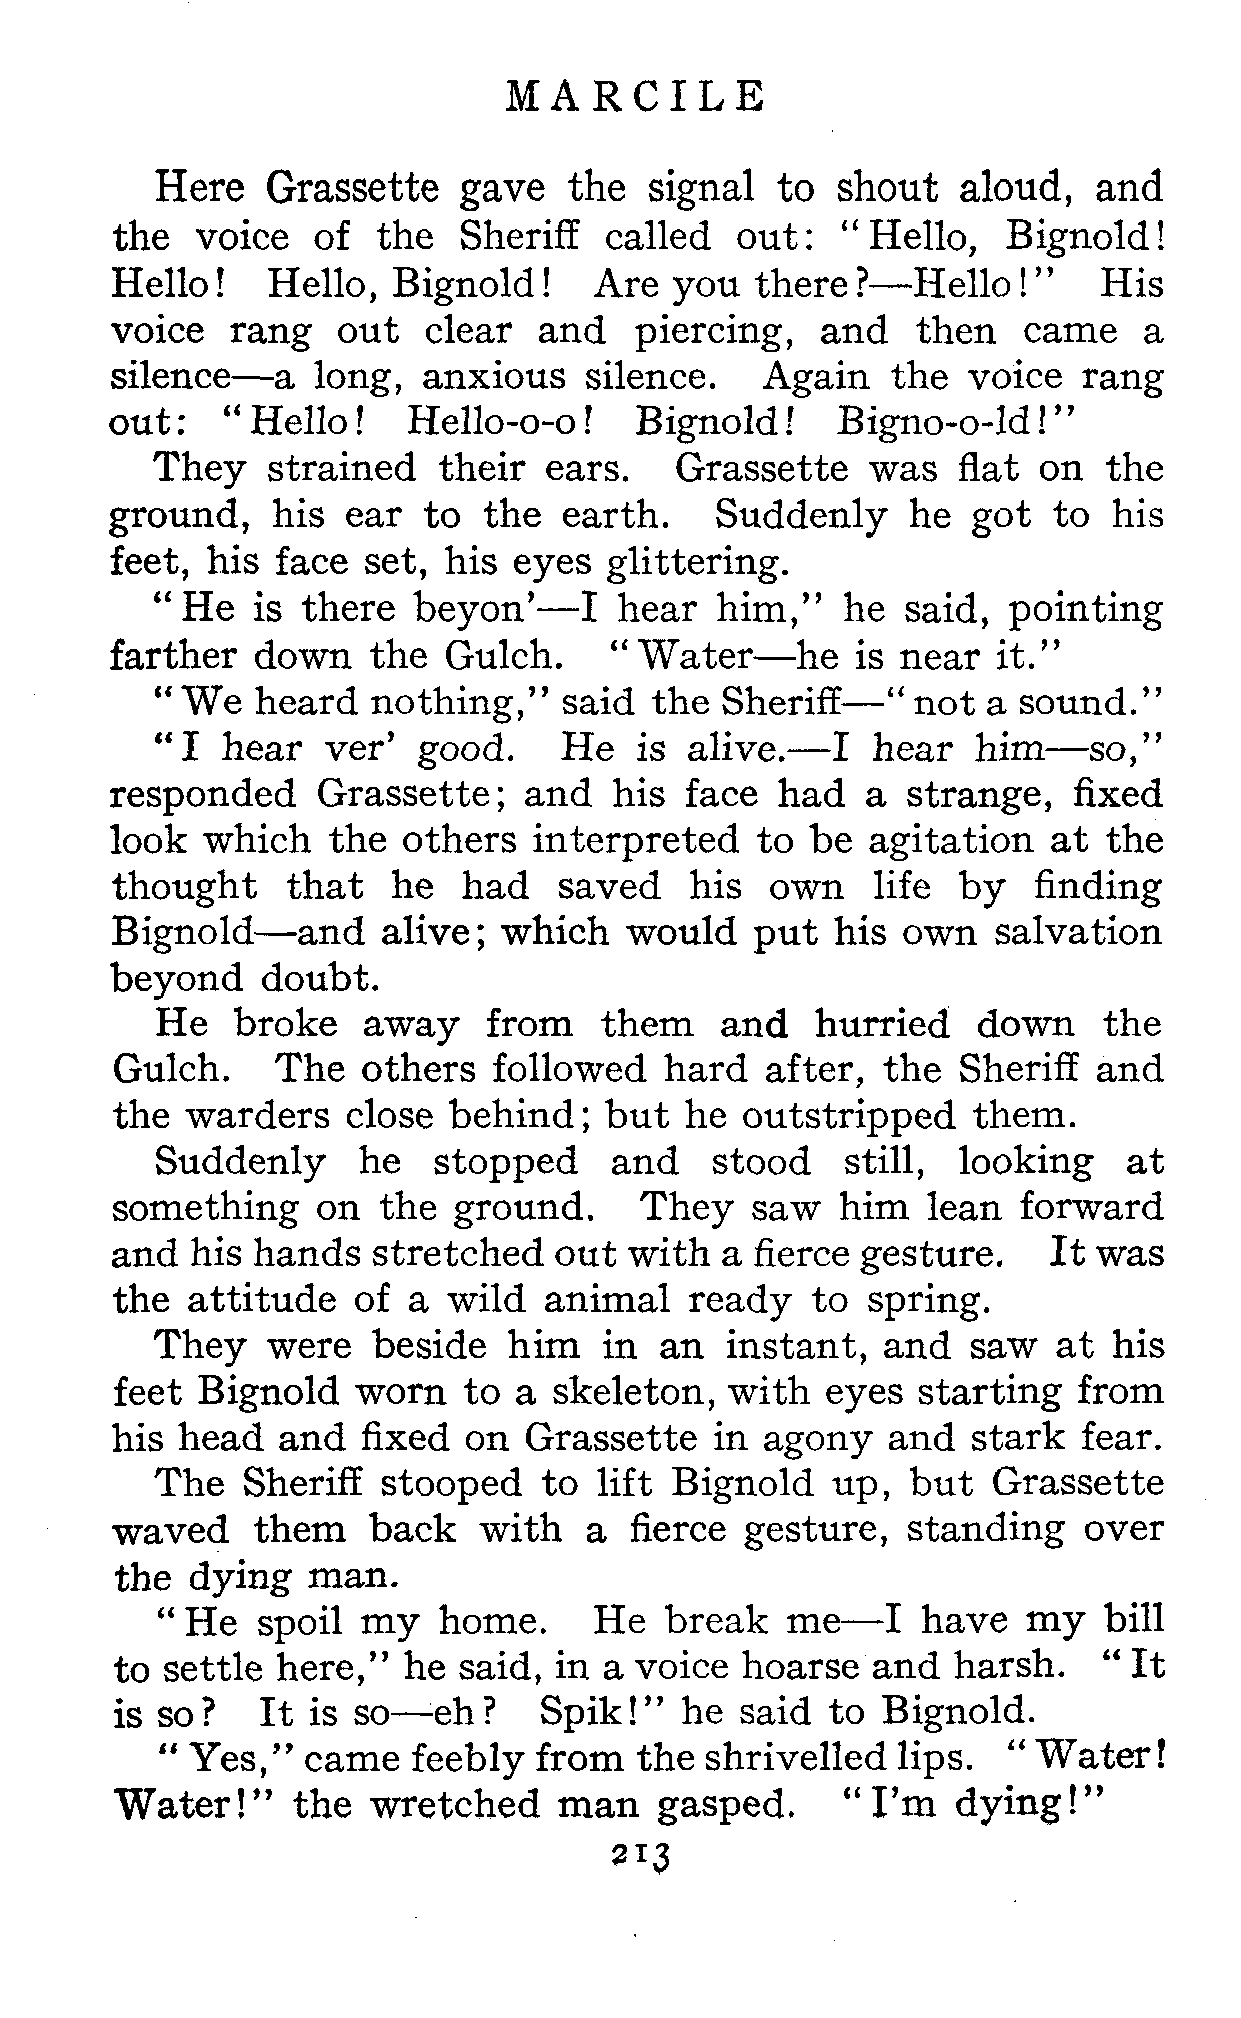 MARCILE
Here Grassette gave the signal to shout aloud, and
the voice of the Sheriff called out: “Hello, Bignold!
Hello! Hello, Bignold! Are you there?—Hello!” His
voice rang out clear and piercing, and then came a
silence—a long, anxious silence. Again the voice rang
out: “Hello! Hello-o-o! Bignold! Bigno-o-ld!”
They strained their ears. Grassette was flat on the
ground, his ear to the earth. Suddenly he got to his
feet, his face set, his eyes glittering.
“He is there beyon’—I hear him,” he said, pointing
farther down the Gulch. “Water—he is near it.”
“We heard nothing,” said the Sheriff—“not a sound.”
“I hear ver’ good. He is alive.—I hear him—so,”
responded Grassette; and his face had a strange, fixed
look which the others interpreted to be agitation at the
thought that he had saved his own life by finding
Bignold—and alive; which would put his own salvation
beyond doubt.
He broke away from them and hurried down the
Gulch. The others followed hard after, the Sheriff and
the warders close behind; but he outstripped them.
Suddenly he stopped and stood still, looking at
something on the ground. They saw him lean forward
and his hands stretched out with a fierce gesture. It was
the attitude of a wild animal ready to spring.
They were beside him in an instant, and saw at his
feet Bignold worn to a skeleton, with eyes starting from
his head and fixed on Grassette in agony and stark fear.
The Sheriff stooped to lift Bignold up, but Grassette
waved them back with a fierce gesture, standing over
the dying man.
“He spoil my home. He break me—I have my bill
to settle here,” he said, in a voice hoarse and harsh. “It
is so? It is so—eh? Spik!” he said to Bignold.
“Yes,” came feebly from the shrivelled lips. “Water!
Water!” the wretched man gasped. “I’m dying!”
213